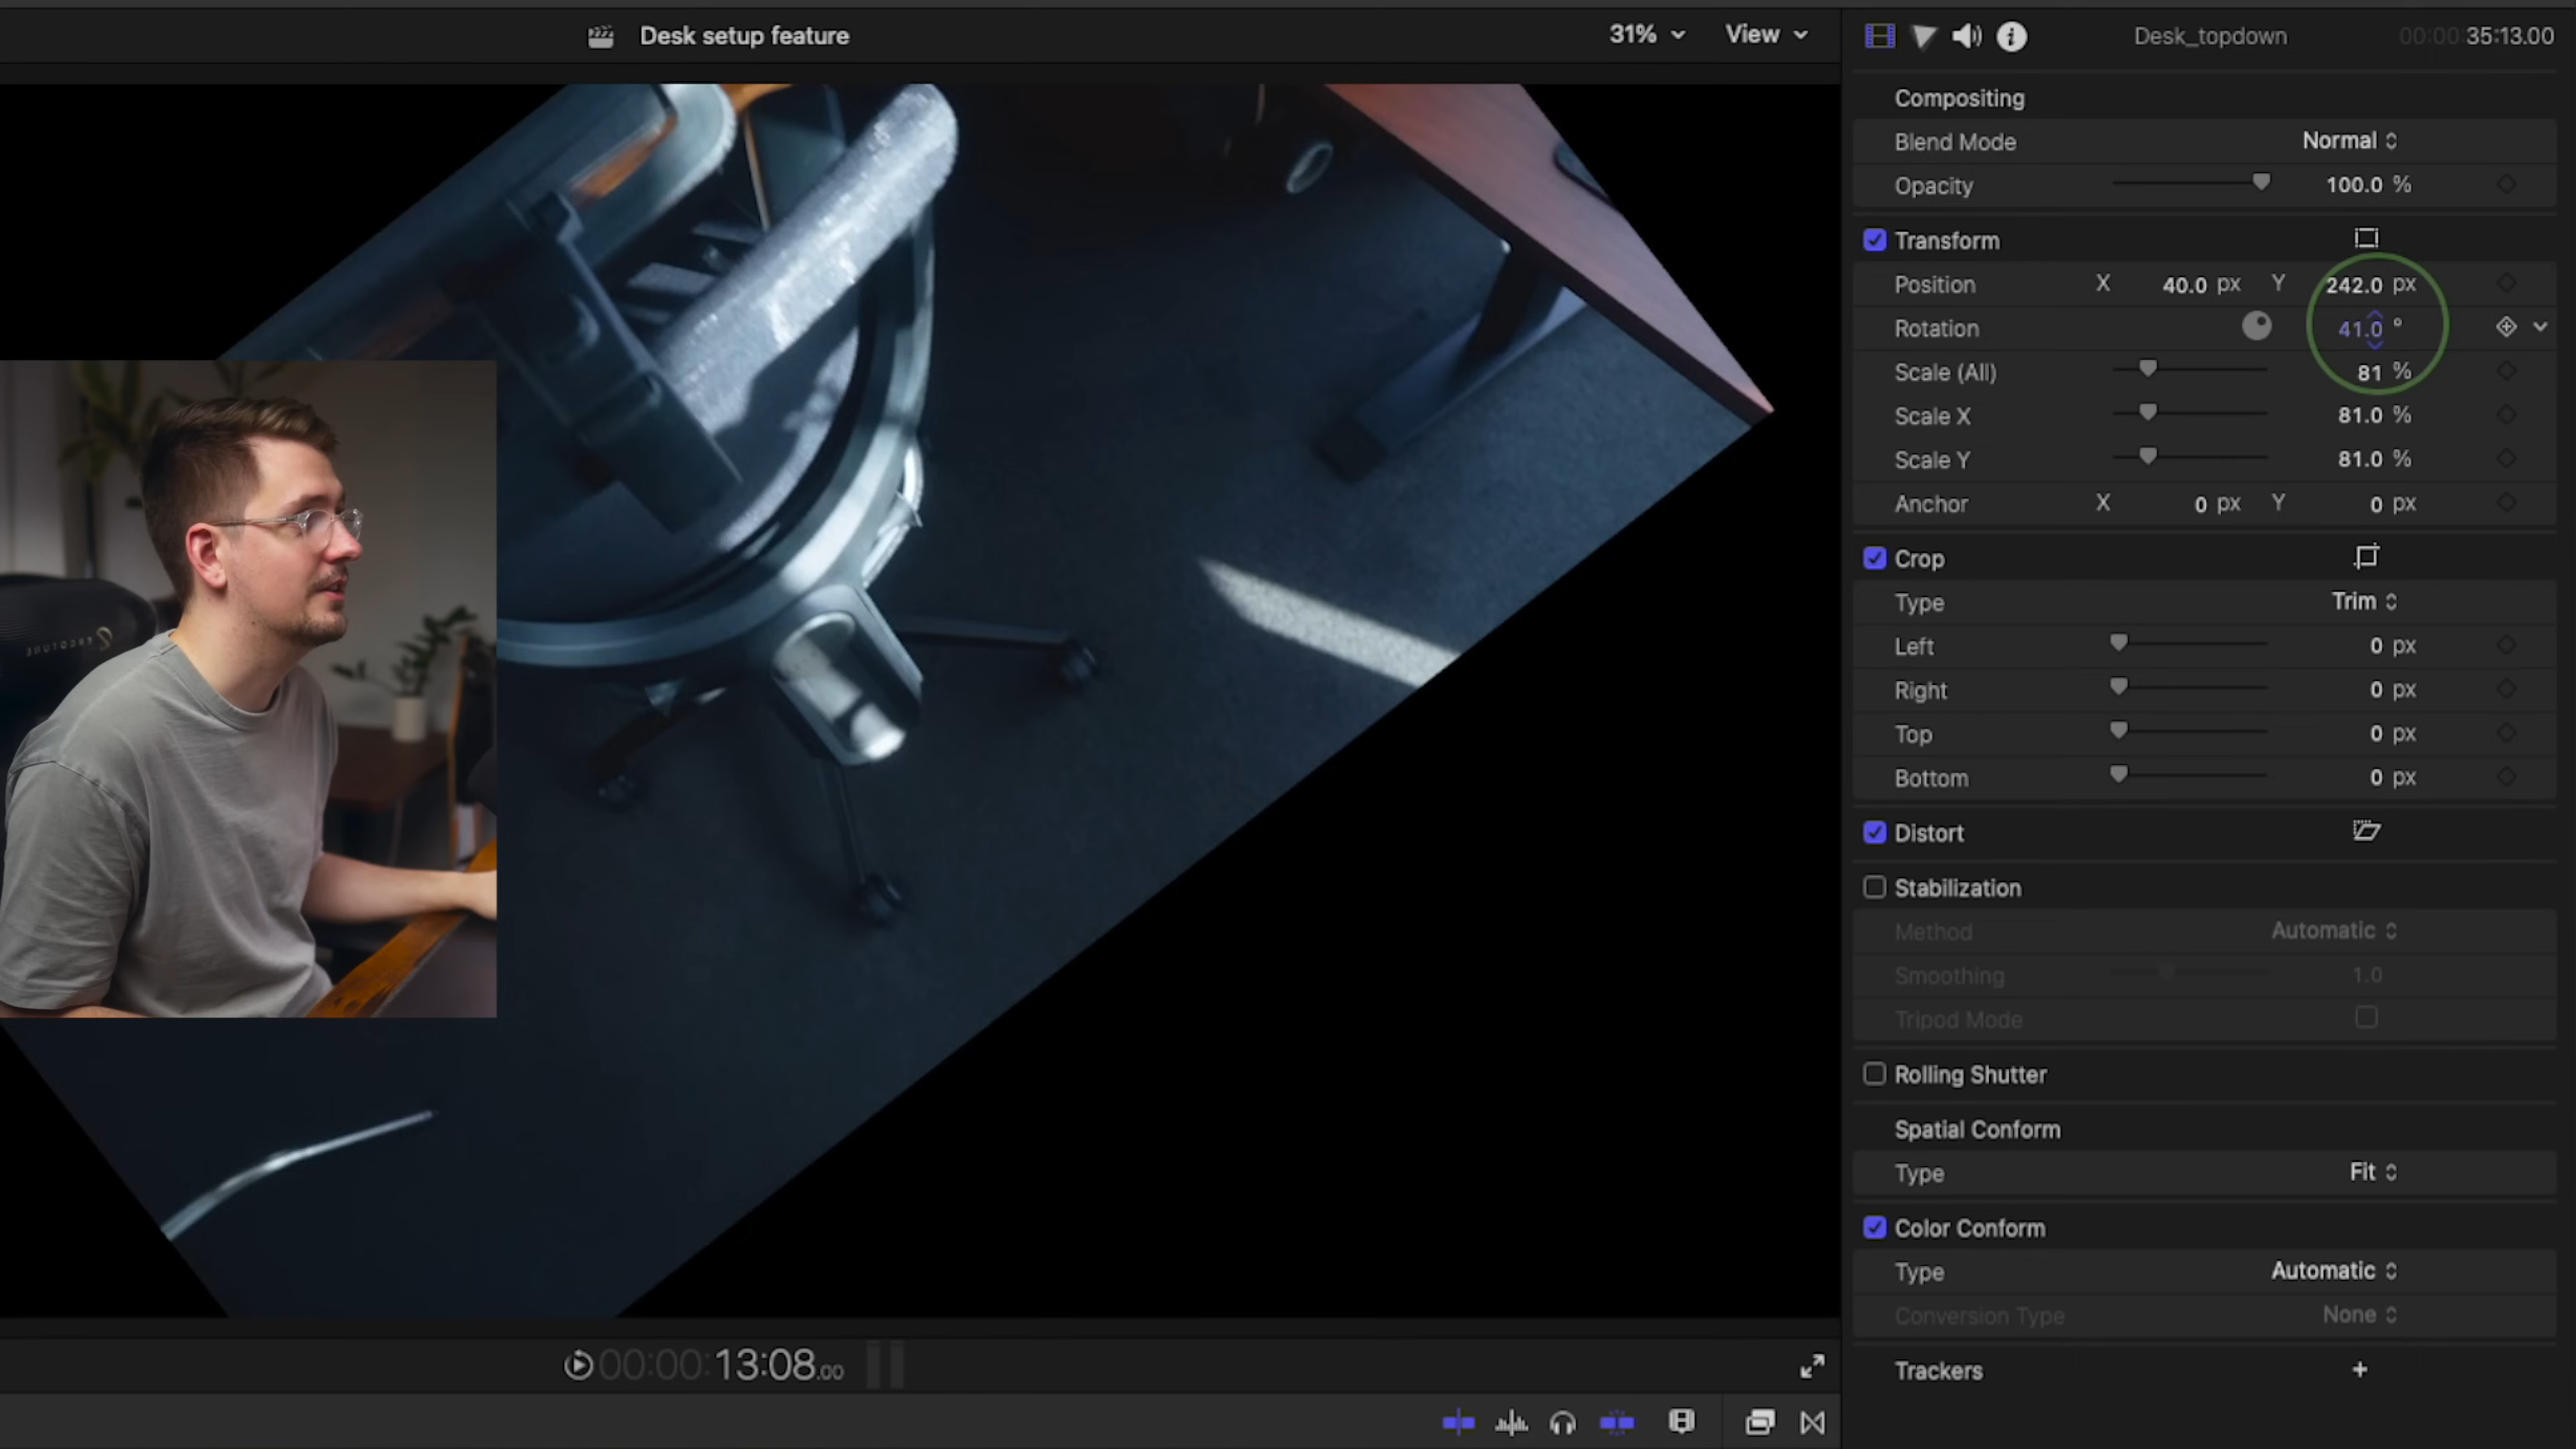 Desk setup feature
31%
View
Desk_topdown
00:00:35:13.00
Compositing
Blend Mode
Normal
Opacity
100.0 %
Transform
Position X 40.0 px Y 242.0 px
Rotation
41.0 °
Scale (All)
81 %
Scale X
81.0 %
Scale Y
81.0 %
Anchor X 0 px Y 0 px
Crop
Type
Trim
Left
0 px
Right
0 px
Top
0 px
Bottom
0 px
Distort
Stabilization
Method
Automatic
Smoothing
1.0
Tripod Mode
Rolling Shutter
Spatial Conform
Type
Fit
Color Conform
Type
Automatic
Conversion Type
None
Trackers
+
00:00:13:08.00